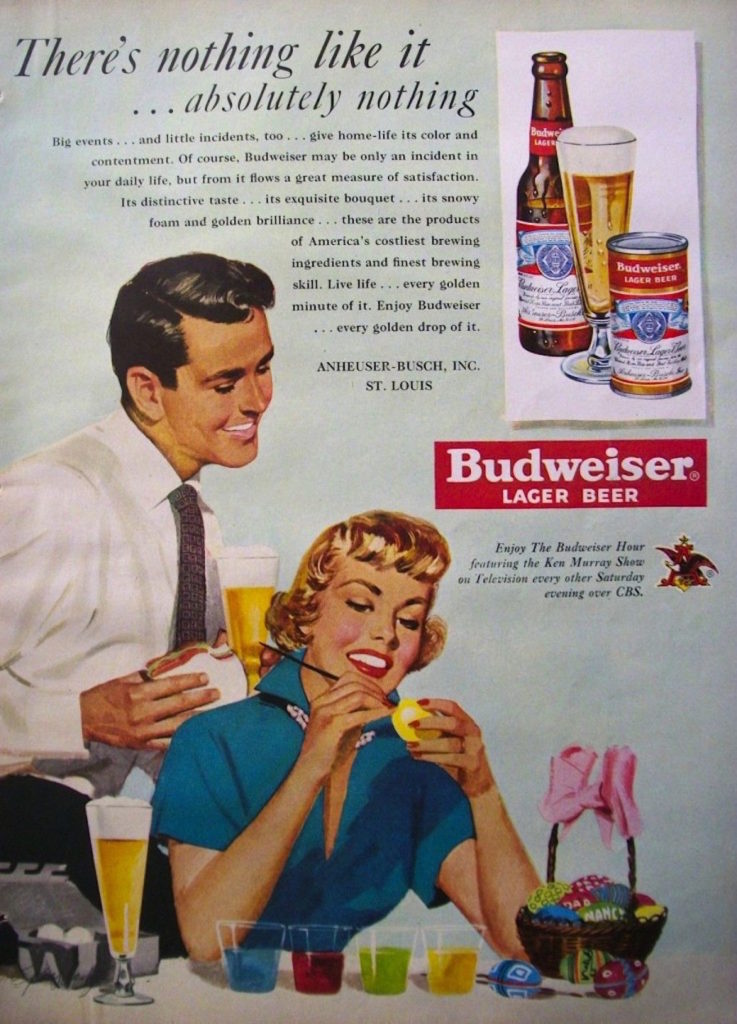 There's nothing like it
...absolutely nothing
Big events . . . and little incidents, too . . . give home-life its color and
contentment. Of course, Budweiser may be only an incident in
your daily life, but from it flows a great measure of satisfaction.
Its distinctive taste . . . its exquisite bouquet . . . its snowy
foam and golden brilliance . . . these are the products
of America's costliest brewing
ingredients and finest brewing
skill. Live life . . . every golden
minute of it. Enjoy Budweiser
. . . every golden drop of it.
ANHEUSER-BUSCH, INC.
ST. LOUIS
Budweiser
LAGER
Budweiser Lager
Budweiser
LAGER BEER
Budweiser Lager Beer
Budweiser®
LAGER BEER
Enjoy The Budweiser Hour
featuring the Ken Murray Show
on Television every other Saturday
evening over CBS.
DAD
NANCY